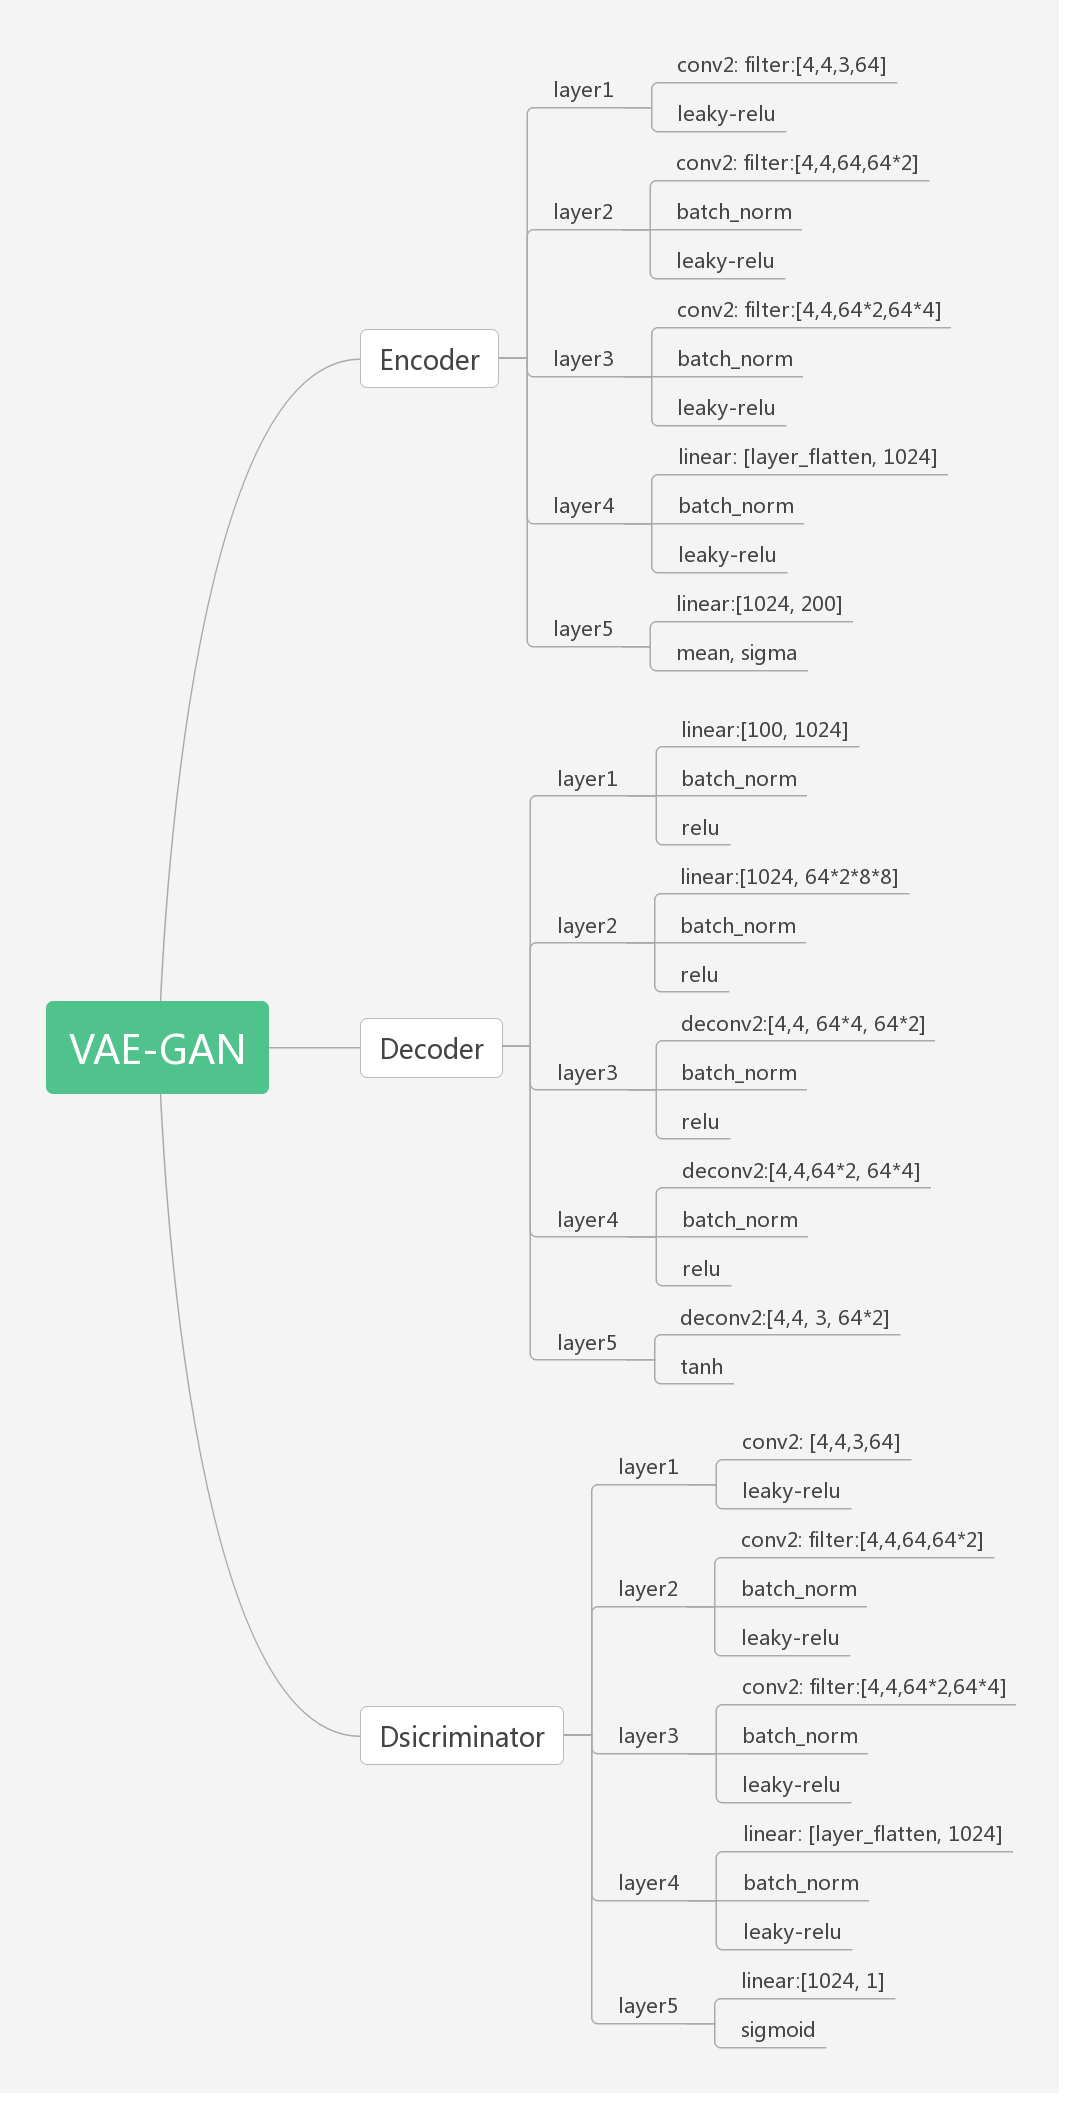 VAE-GAN
Encoder
layer1
conv2: filter:[4,4,3,64]
leaky-relu
layer2
conv2: filter:[4,4,64,64*2]
batch_norm
leaky-relu
layer3
conv2: filter:[4,4,64*2,64*4]
batch_norm
leaky-relu
layer4
linear: [layer_flatten, 1024]
batch_norm
leaky-relu
layer5
linear:[1024, 200]
mean, sigma
Decoder
layer1
linear:[100, 1024]
batch_norm
relu
layer2
linear:[1024, 64*2*8*8]
batch_norm
relu
layer3
deconv2:[4,4, 64*4, 64*2]
batch_norm
relu
layer4
deconv2:[4,4,64*2, 64*4]
batch_norm
relu
layer5
deconv2:[4,4, 3, 64*2]
tanh
Dsicriminator
layer1
conv2: [4,4,3,64]
leaky-relu
layer2
conv2: filter:[4,4,64,64*2]
batch_norm
leaky-relu
layer3
conv2: filter:[4,4,64*2,64*4]
batch_norm
leaky-relu
layer4
linear: [layer_flatten, 1024]
batch_norm
leaky-relu
layer5
linear:[1024, 1]
sigmoid